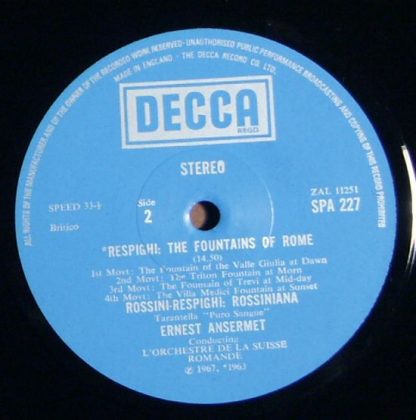 ALL RIGHTS OF THE MANUFACTURER AND OF THE OWNER OF THE RECORDED WORK RESERVED·UNAUTHORISED PUBLIC PERFORMANCE BROADCASTING AND COPYING OF THIS RECORD PROHIBITED
MADE IN ENGLAND · THE DECCA RECORD CO. LTD.
DECCA
REGD.
STEREO
SPEED 33⅓
Side
2
ZAL 11251
SPA 227
Britico
*RESPIGHI: THE FOUNTAINS OF ROME
(14.50)
1st Movt: The Fountain of the Valle Giulia at Dawn
2nd Movt: The Triton Fountain at Morn
3rd Movt: The Fountain of Trevi at Mid-day
4th Movt: The Villa Medici Fountain at Sunset
ROSSINI-RESPIGHI: ROSSINIANA
Tarantella "Puro Sangue"
ERNEST ANSERMET
Conducting
L'ORCHESTRE DE LA SUISSE
ROMANDE
℗ 1967, *1963